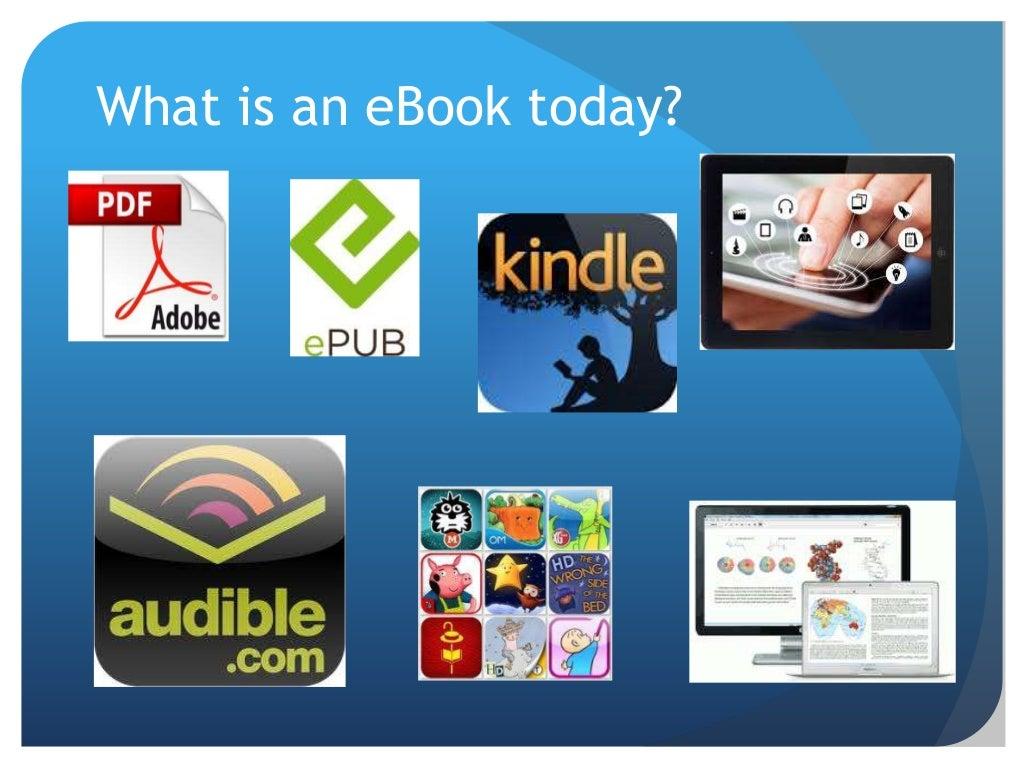 What is an eBook today?
PDF
Adobe
ePUB
kindle
audible
.com
M
OM
HD
THE
WRONG
SIDE
OF THE
BED
HD